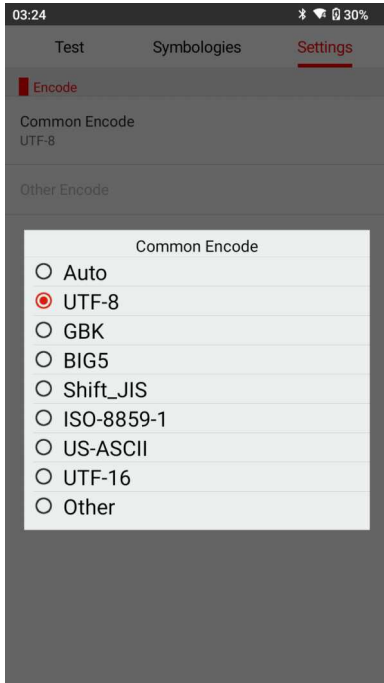 03:24 30%
Test Symbologies Settings
Encode
Common Encode
UTF-8
Other Encode
Common Encode
Auto
UTF-8
GBK
BIG5
Shift_JIS
ISO-8859-1
US-ASCII
UTF-16
Other